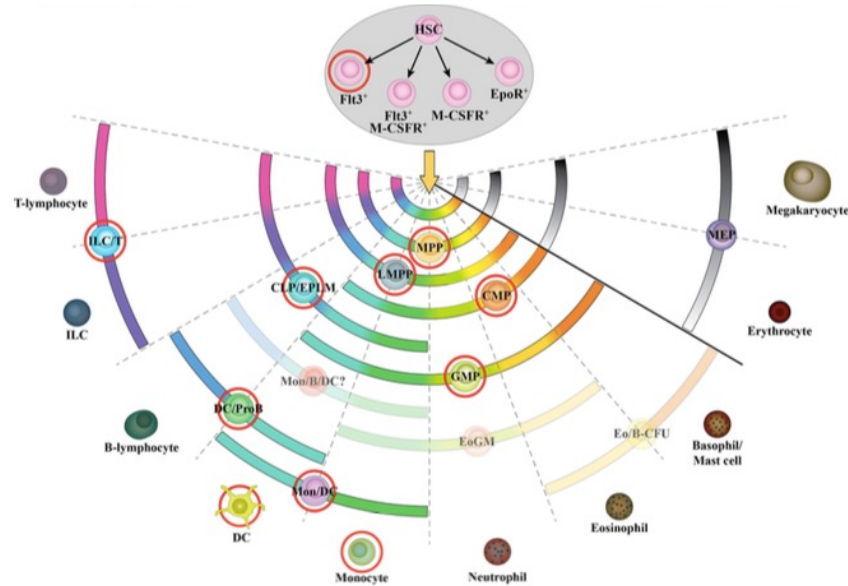 HSC
Flt3⁺
Flt3⁺
M-CSFR⁺
M-CSFR⁺
EpoR⁺
T-lymphocyte
Megakaryocyte
ILC/T
MPP
MEP
LMPP
CLP/EPLM
CMP
ILC
Erythrocyte
Mon/B/DC?
GMP
DC/ProB
B-lymphocyte
EoGM
Eo/B-CFU
Basophil/
Mast cell
Mon/DC
DC
Eosinophil
Monocyte
Neutrophil